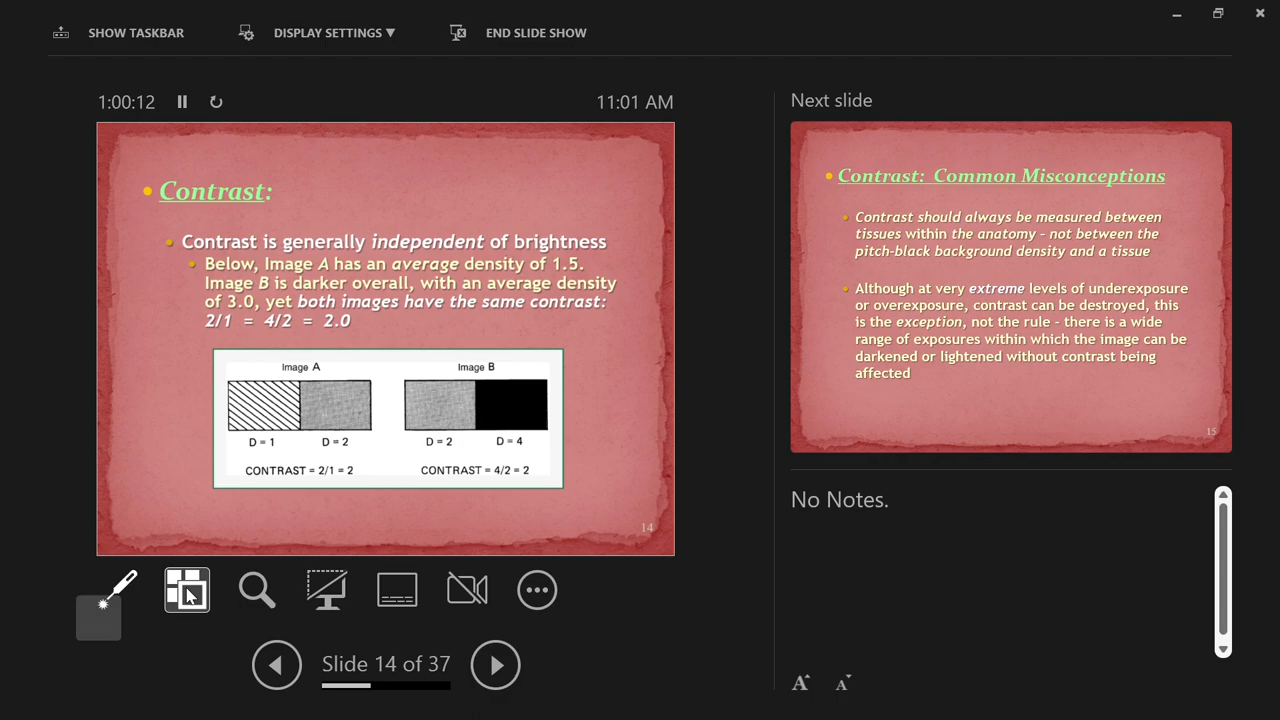 SHOW TASKBAR
DISPLAY SETTINGS ▼
END SLIDE SHOW
1:00:12
11:01 AM
• Contrast:
• Contrast is generally independent of brightness
• Below, Image A has an average density of 1.5.
Image B is darker overall, with an average density
of 3.0, yet both images have the same contrast:
2/1 = 4/2 = 2.0
Image A
Image B
D = 1
D = 2
D = 2
D = 4
CONTRAST = 2/1 = 2
CONTRAST = 4/2 = 2
14
Slide 14 of 37
Next slide
• Contrast: Common Misconceptions
• Contrast should always be measured between
tissues within the anatomy – not between the
pitch-black background density and a tissue
• Although at very extreme levels of underexposure
or overexposure, contrast can be destroyed, this
is the exception, not the rule – there is a wide
range of exposures within which the image can be
darkened or lightened without contrast being
affected
15
No Notes.
A A